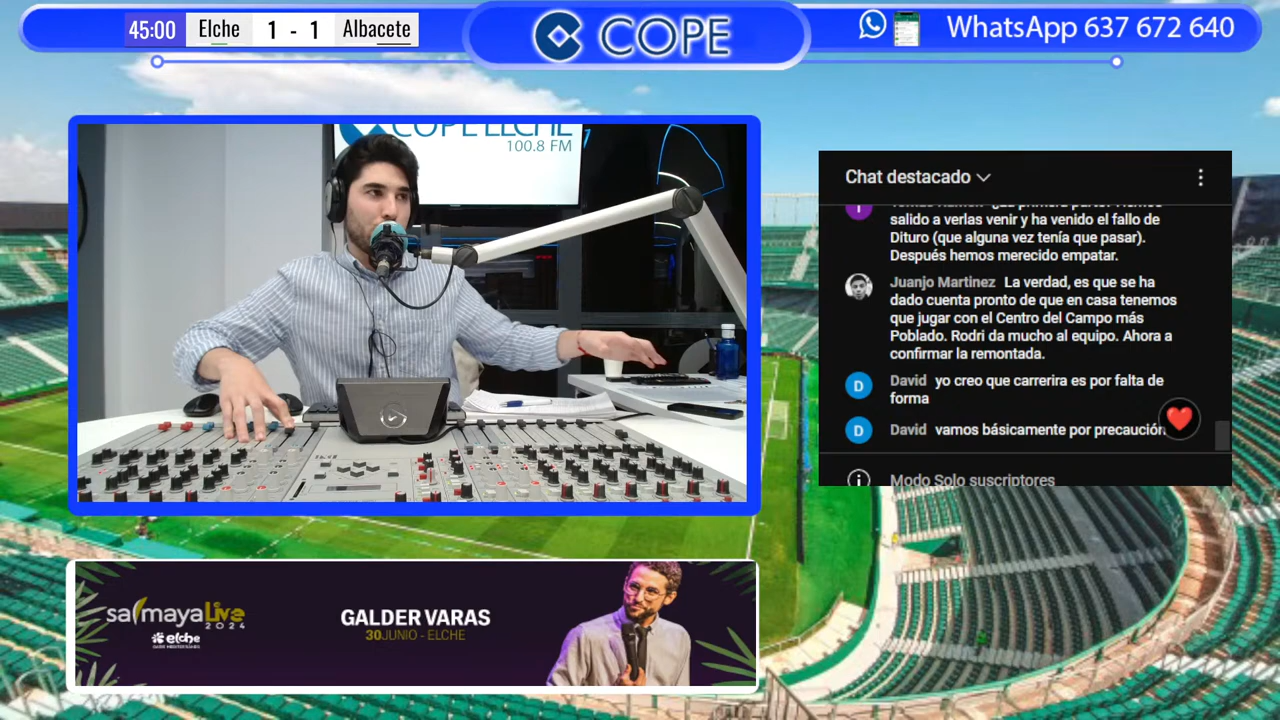 45:00 Elche 1 - 1 Albacete
COPE
WhatsApp 637 672 640
COPE ELCHE
100.8 FM
Chat destacado
salido a verlas venir y ha venido el fallo de
Dituro (que alguna vez tenía que pasar).
Después hemos merecido empatar.
Juanjo Martinez La verdad, es que se ha
dado cuenta pronto de que en casa tenemos
que jugar con el Centro del Campo más
Poblado. Rodri da mucho al equipo. Ahora a
confirmar la remontada.
D David yo creo que carrerira es por falta de
forma
D David vamos básicamente por precaución
Modo Solo suscriptores
salmaya Live
2024
elche
GALDER VARAS
30 JUNIO - ELCHE